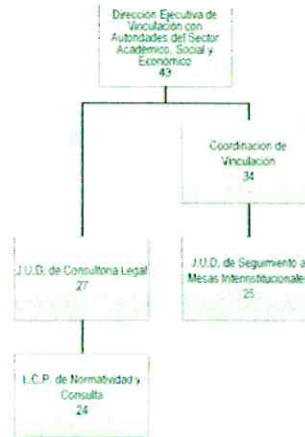 Dirección Ejecutiva de
Vinculación con
Autoridades del Sector
Académico, Social y
Económico
43
Coordinación de
Vinculación
34
J.U.D. de Consultoría Legal
27
J.U.D. de Seguimiento a
Mesas Interinstitucionales
25
L.C.P. de Normatividad y
Consulta
24